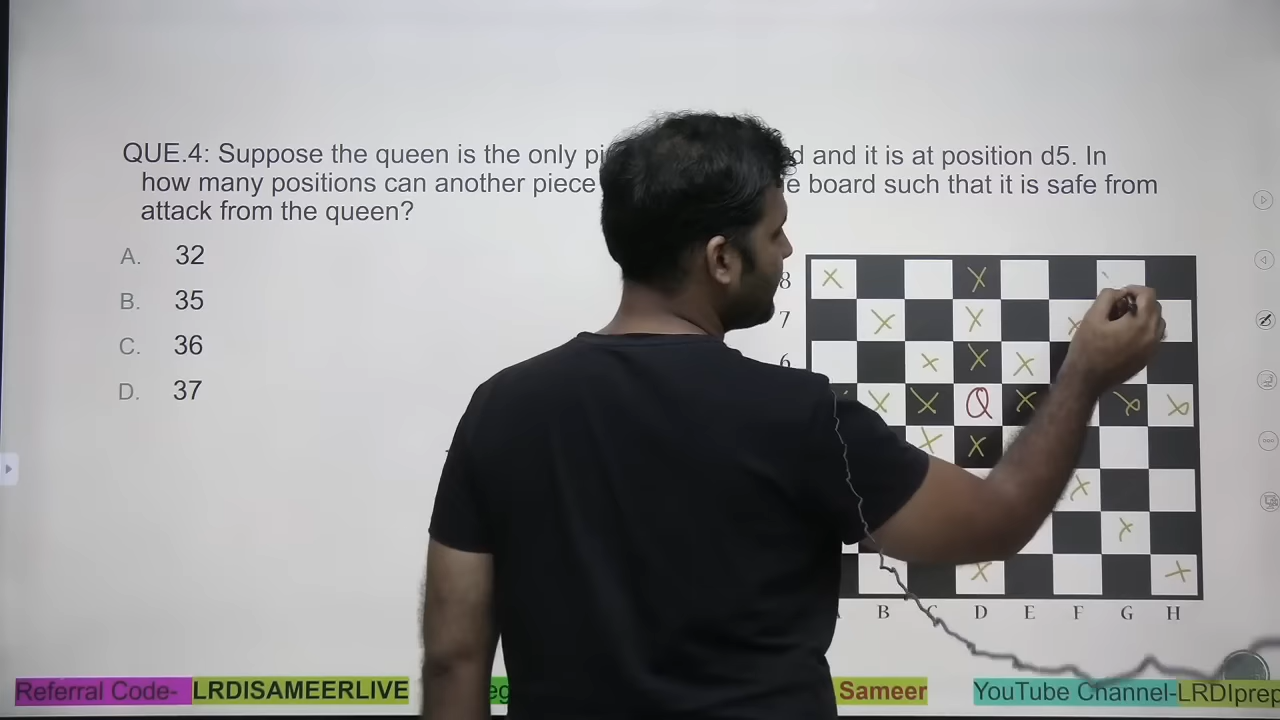 QUE.4: Suppose the queen is the only and it is at position d5. In
how many positions can another piece board such that it is safe from
attack from the queen?
A. 32
B. 35
C. 36
D. 37
8 X X
7 X X X
6 X X X
X X Q X X X
X X
X
X
X X
B C D E F G H
Referral Code- LRDISAMEERLIVE Sameer YouTube Channel-LRDIprep